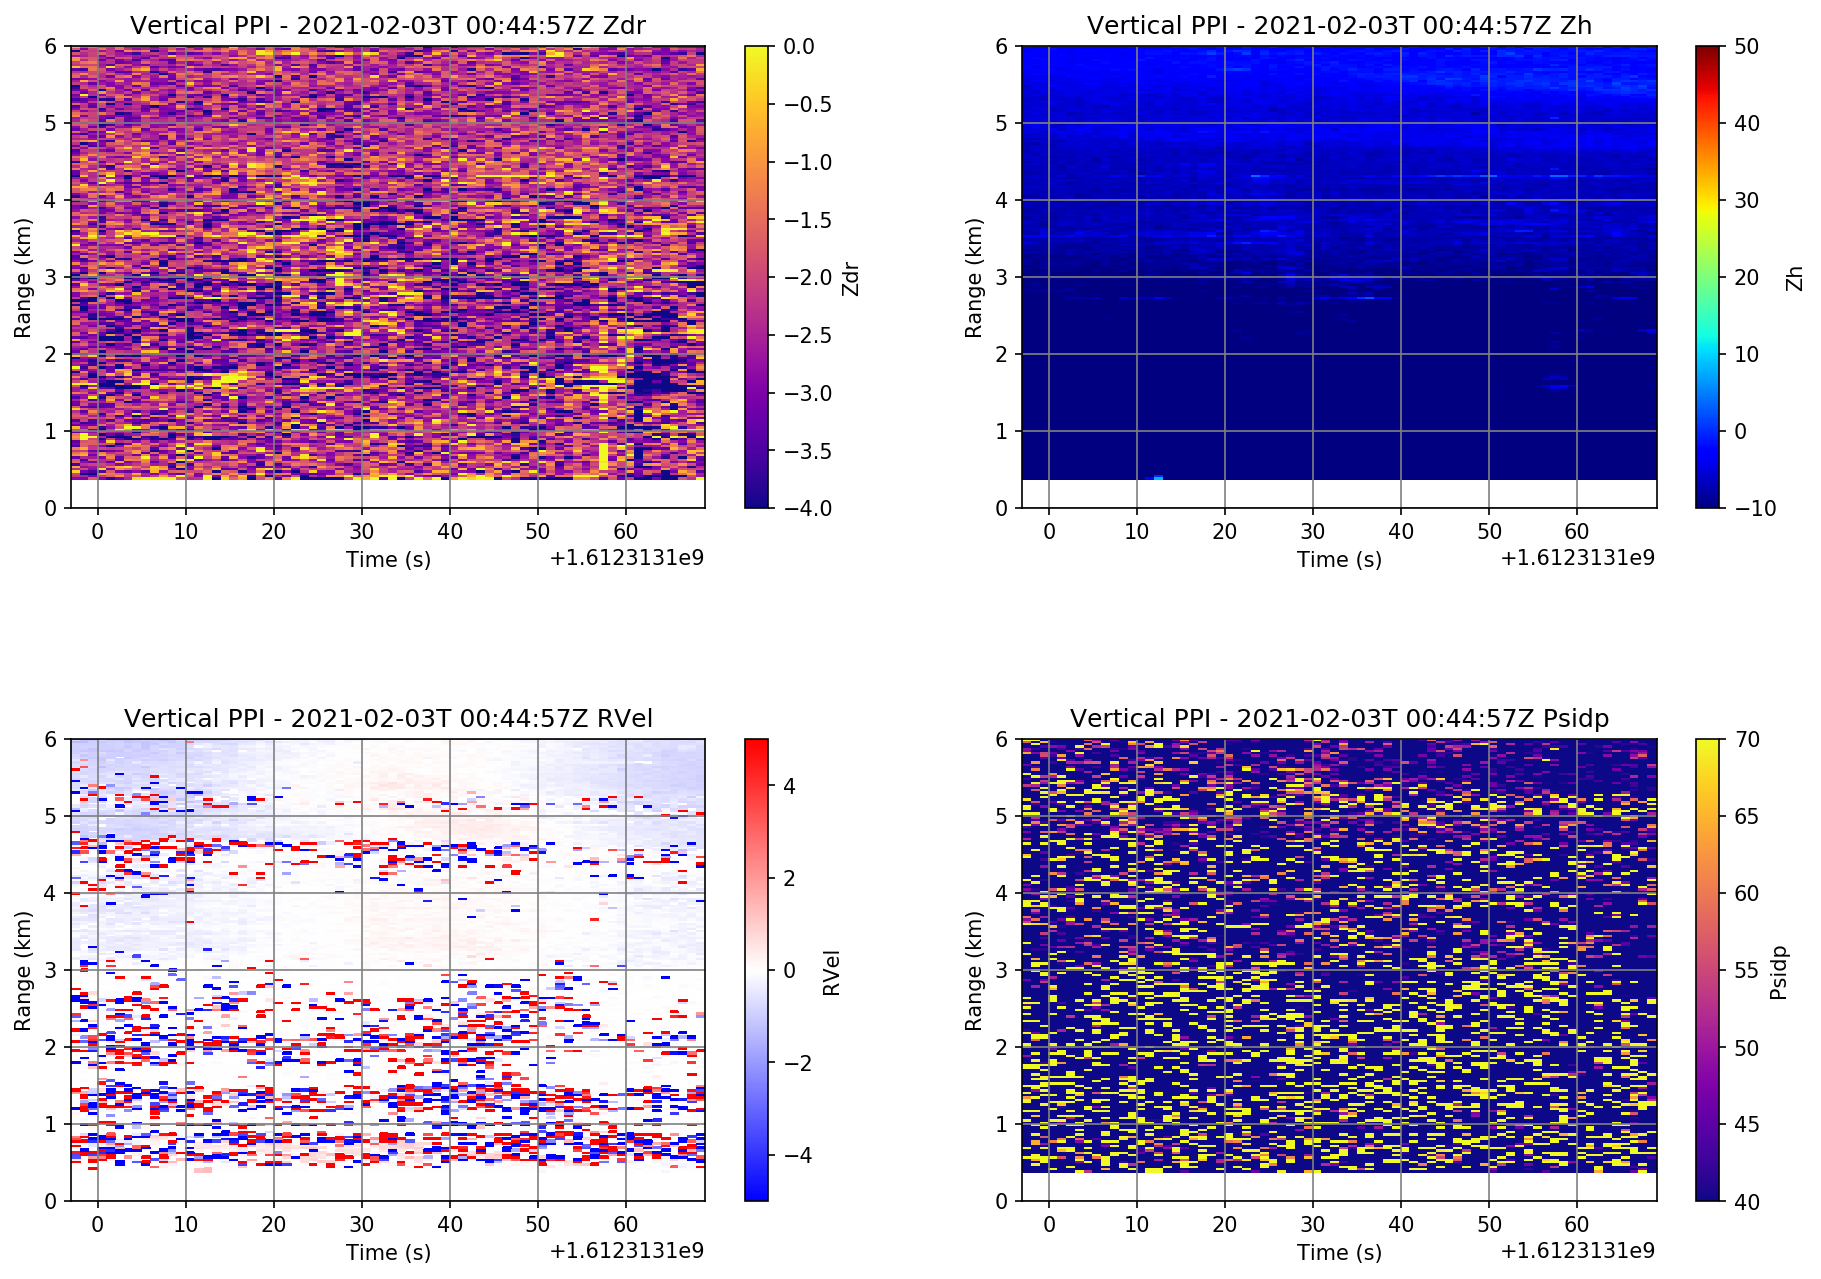 Vertical PPI - 2021-02-03T 00:44:57Z Zdr
6
5
4
3
2
1
0
Range (km)
0 10 20 30 40 50 60
Time (s)
+1.6123131e9
0.0
−0.5
−1.0
−1.5
−2.0
−2.5
−3.0
−3.5
−4.0
Zdr
Vertical PPI - 2021-02-03T 00:44:57Z Zh
6
5
4
3
2
1
0
Range (km)
0 10 20 30 40 50 60
Time (s)
+1.6123131e9
50
40
30
20
10
0
−10
Zh
Vertical PPI - 2021-02-03T 00:44:57Z RVel
6
5
4
3
2
1
0
Range (km)
0 10 20 30 40 50 60
Time (s)
+1.6123131e9
4
2
0
−2
−4
RVel
Vertical PPI - 2021-02-03T 00:44:57Z Psidp
6
5
4
3
2
1
0
Range (km)
0 10 20 30 40 50 60
Time (s)
+1.6123131e9
70
65
60
55
50
45
40
Psidp